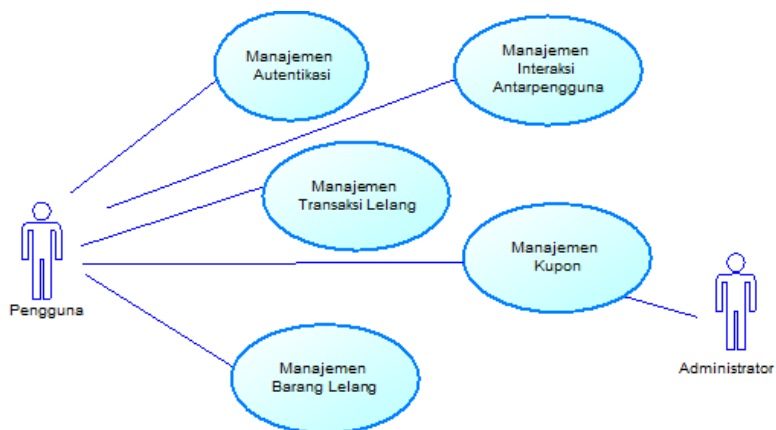 Manajemen
Autentikasi
Manajemen
Interaksi
Antarpengguna
Manajemen
Transaksi Lelang
Manajemen
Kupon
Pengguna
Administrator
Manajemen
Barang Lelang